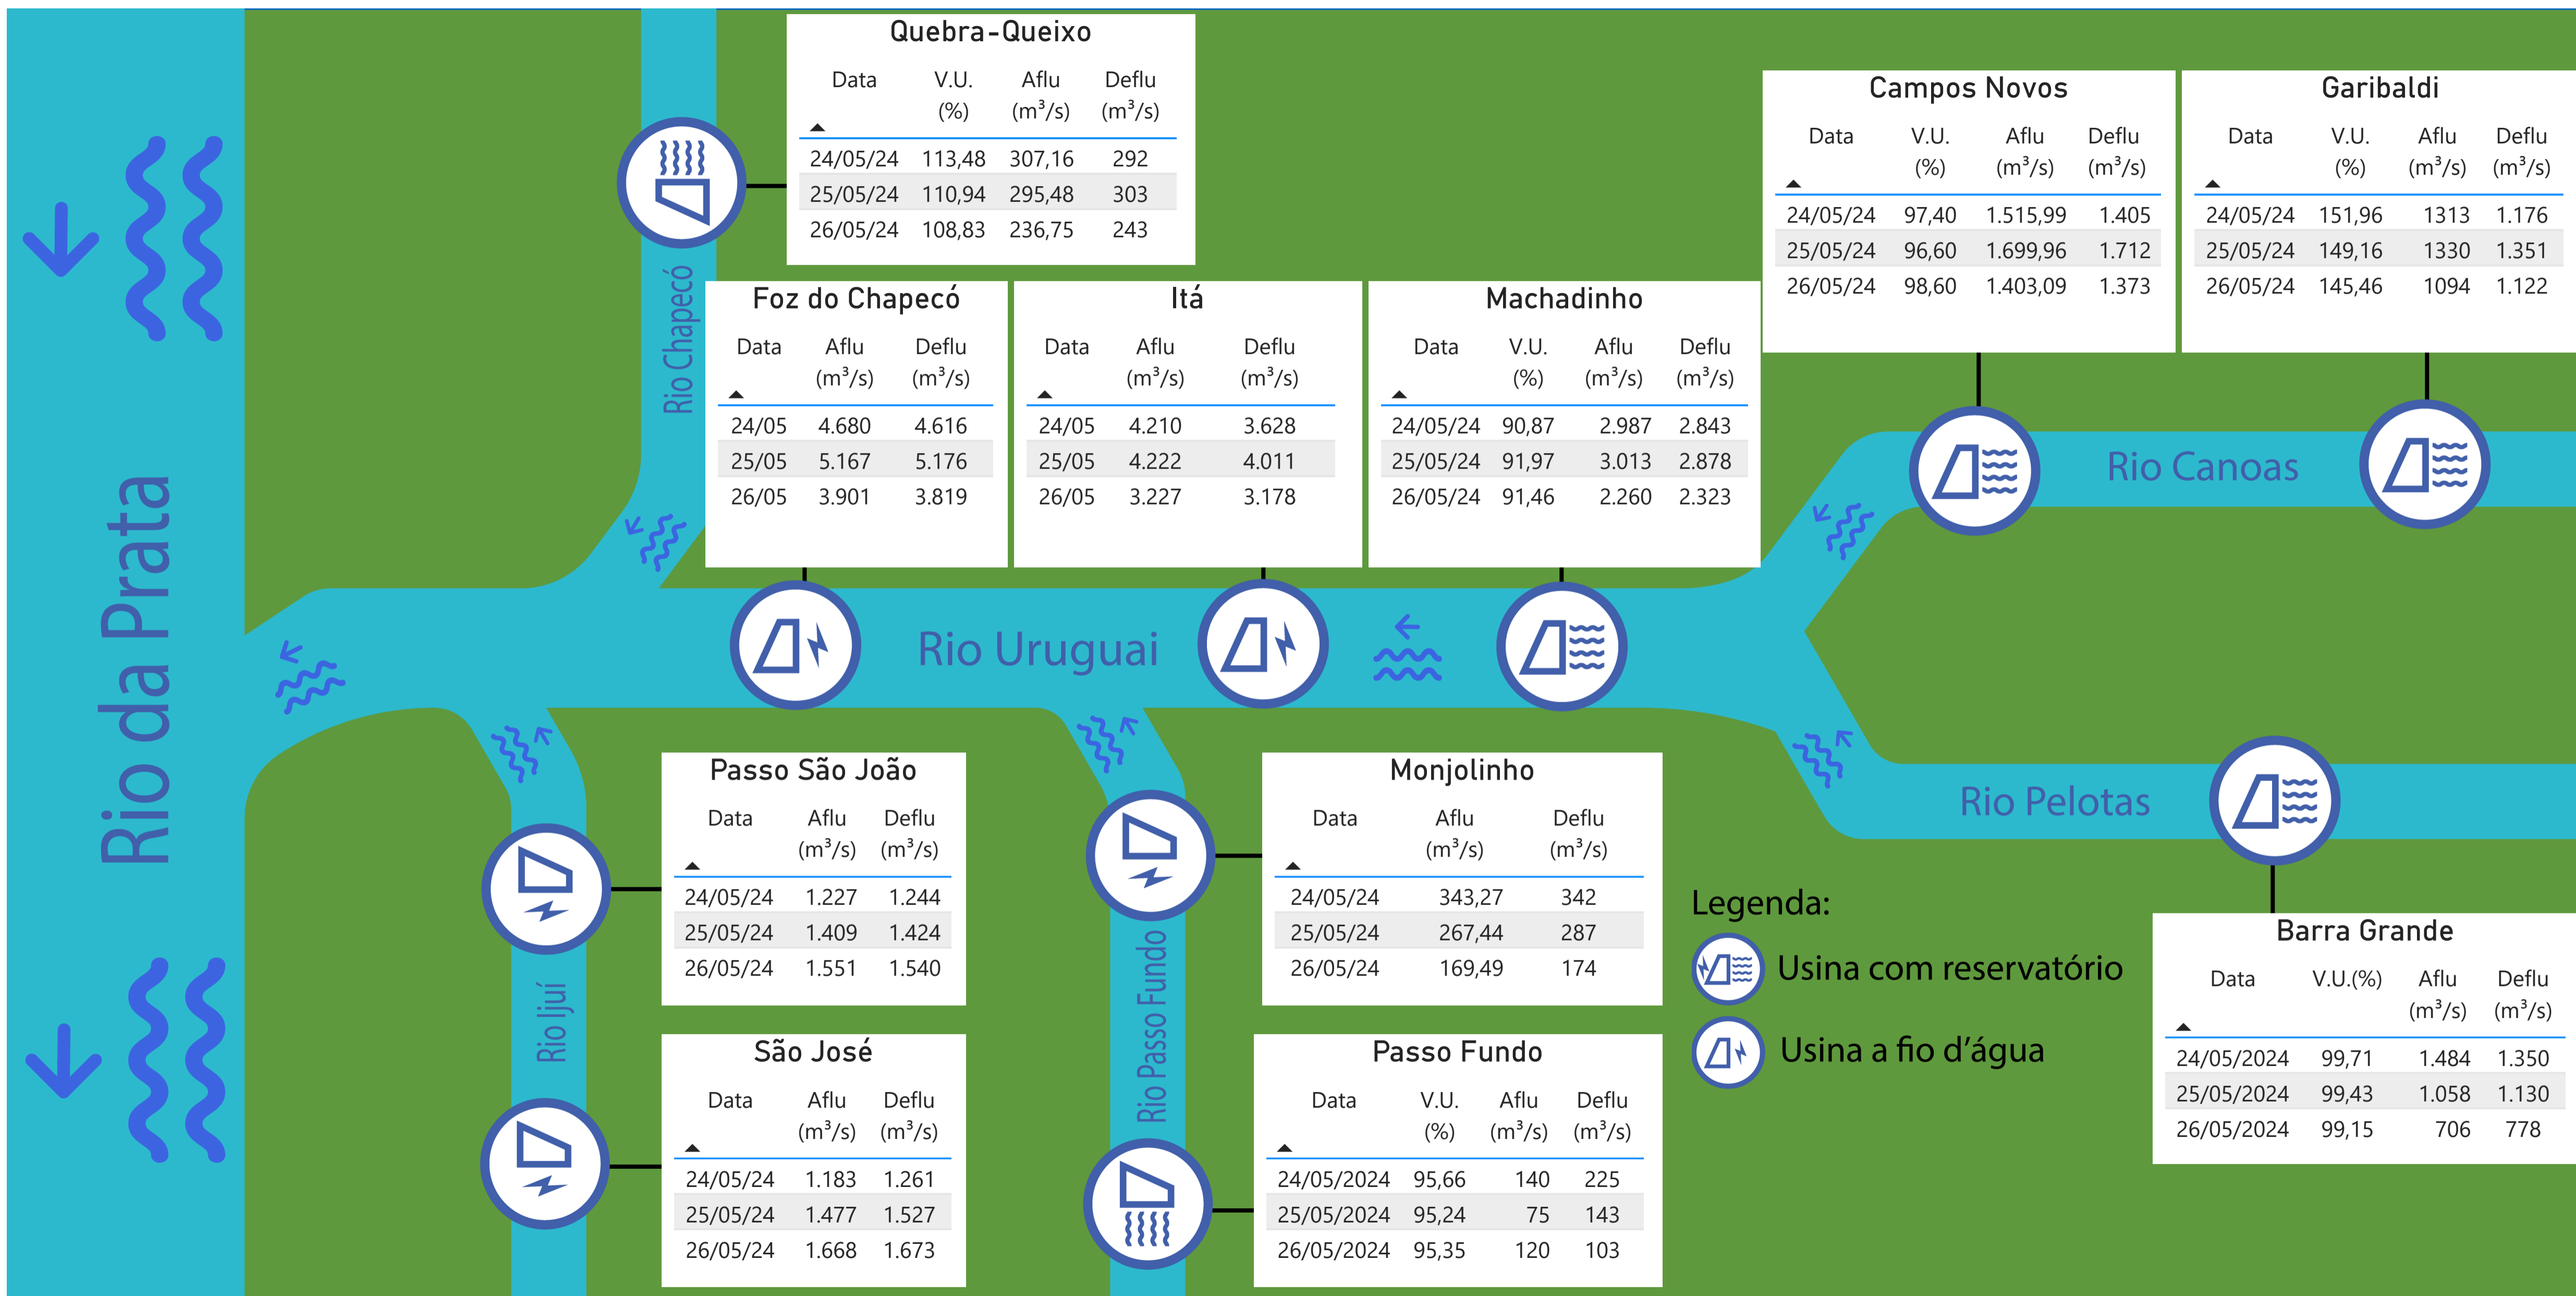 Rio da Prata
Quebra-Queixo
Data V.U. Aflu Deflu
(%) (m³/s) (m³/s)
24/05/24 113,48 307,16 292
25/05/24 110,94 295,48 303
26/05/24 108,83 236,75 243
Rio Chapecó
Campos Novos
Data V.U. Aflu Deflu
(%) (m³/s) (m³/s)
24/05/24 97,40 1.515,99 1.405
25/05/24 96,60 1.699,96 1.712
26/05/24 98,60 1.403,09 1.373
Garibaldi
Data V.U. Aflu Deflu
(%) (m³/s) (m³/s)
24/05/24 151,96 1313 1.176
25/05/24 149,16 1330 1.351
26/05/24 145,46 1094 1.122
Foz do Chapecó
Data Aflu Deflu
(m³/s) (m³/s)
24/05 4.680 4.616
25/05 5.167 5.176
26/05 3.901 3.819
Itá
Data Aflu Deflu
(m³/s) (m³/s)
24/05 4.210 3.628
25/05 4.222 4.011
26/05 3.227 3.178
Machadinho
Data V.U. Aflu Deflu
(%) (m³/s) (m³/s)
24/05/24 90,87 2.987 2.843
25/05/24 91,97 3.013 2.878
26/05/24 91,46 2.260 2.323
Rio Canoas
Rio Uruguai
Rio Pelotas
Passo São João
Data Aflu Deflu
(m³/s) (m³/s)
24/05/24 1.227 1.244
25/05/24 1.409 1.424
26/05/24 1.551 1.540
Rio Ijuí
São José
Data Aflu Deflu
(m³/s) (m³/s)
24/05/24 1.183 1.261
25/05/24 1.477 1.527
26/05/24 1.668 1.673
Monjolinho
Data Aflu Deflu
(m³/s) (m³/s)
24/05/24 343,27 342
25/05/24 267,44 287
26/05/24 169,49 174
Rio Passo Fundo
Passo Fundo
Data V.U. Aflu Deflu
(%) (m³/s) (m³/s)
24/05/2024 95,66 140 225
25/05/2024 95,24 75 143
26/05/2024 95,35 120 103
Legenda:
Usina com reservatório
Usina a fio d’água
Barra Grande
Data V.U.(%) Aflu Deflu
(m³/s) (m³/s)
24/05/2024 99,71 1.484 1.350
25/05/2024 99,43 1.058 1.130
26/05/2024 99,15 706 778